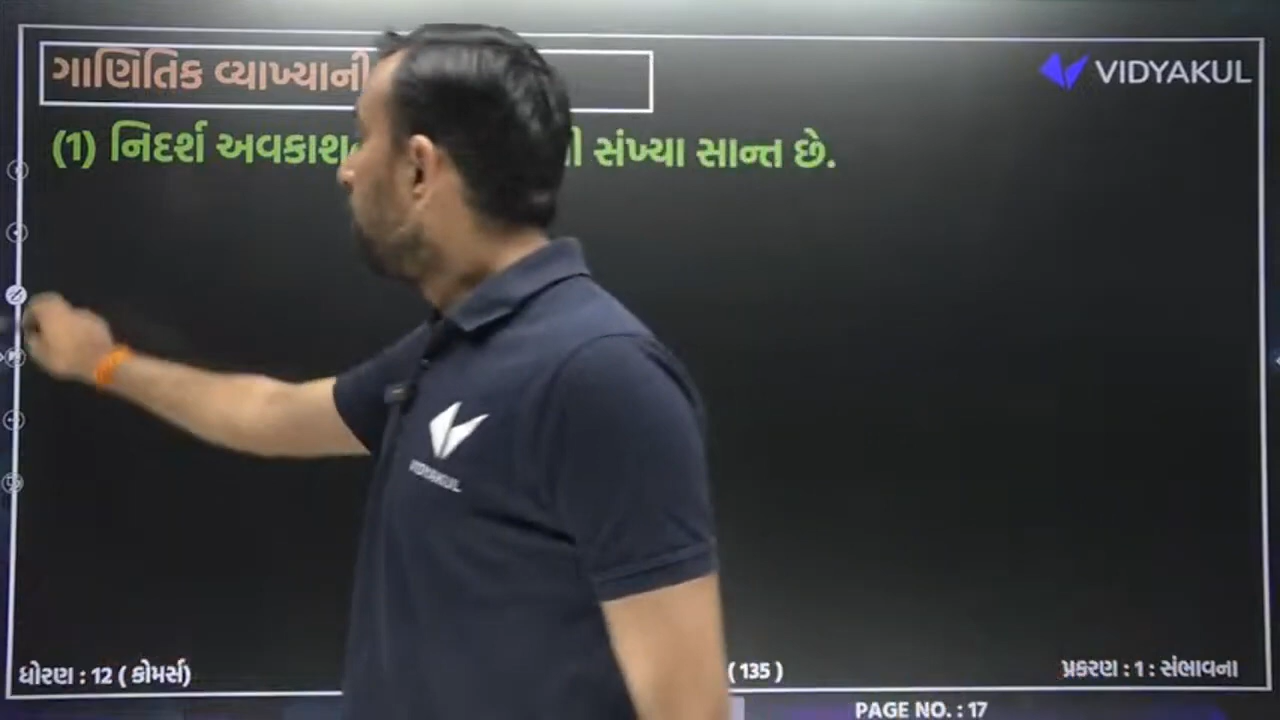 ગાણિતિક વ્યાખ્યાની
VIDYAKUL
(1) નિદર્શ અવકાશ સંખ્યા સાન્ત છે.
VIDYAKUL
ધોરણ : 12 ( કોમર્સ)
( 135 )
પ્રકરણ : 1 : સંભાવના
PAGE NO. : 17